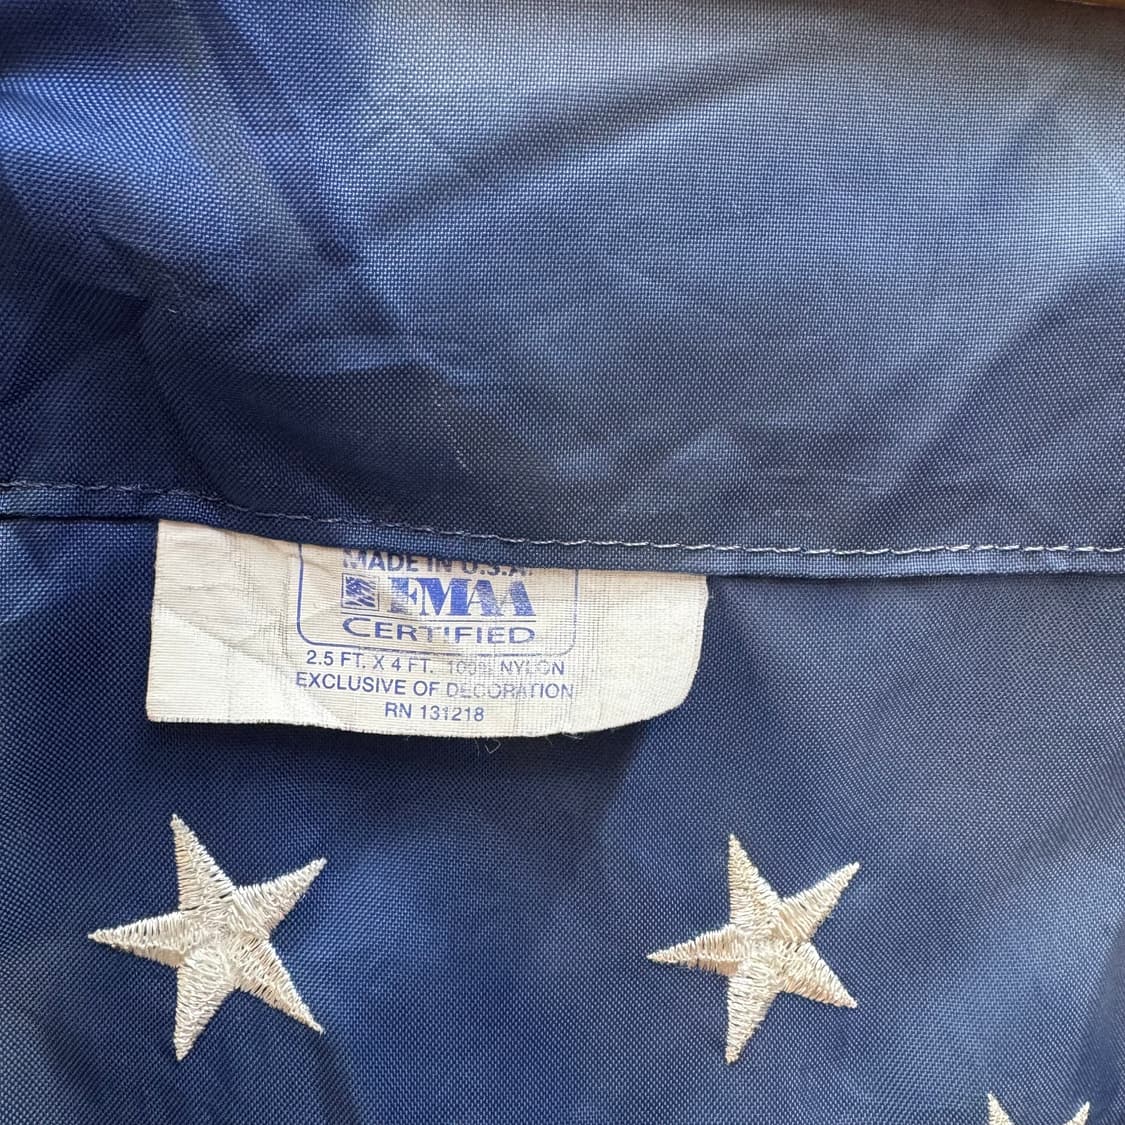 MADE IN U.S.A.
FMAA
CERTIFIED
2.5 FT. X 4 FT. 100% NYLON
EXCLUSIVE OF DECORATION
RN 131218